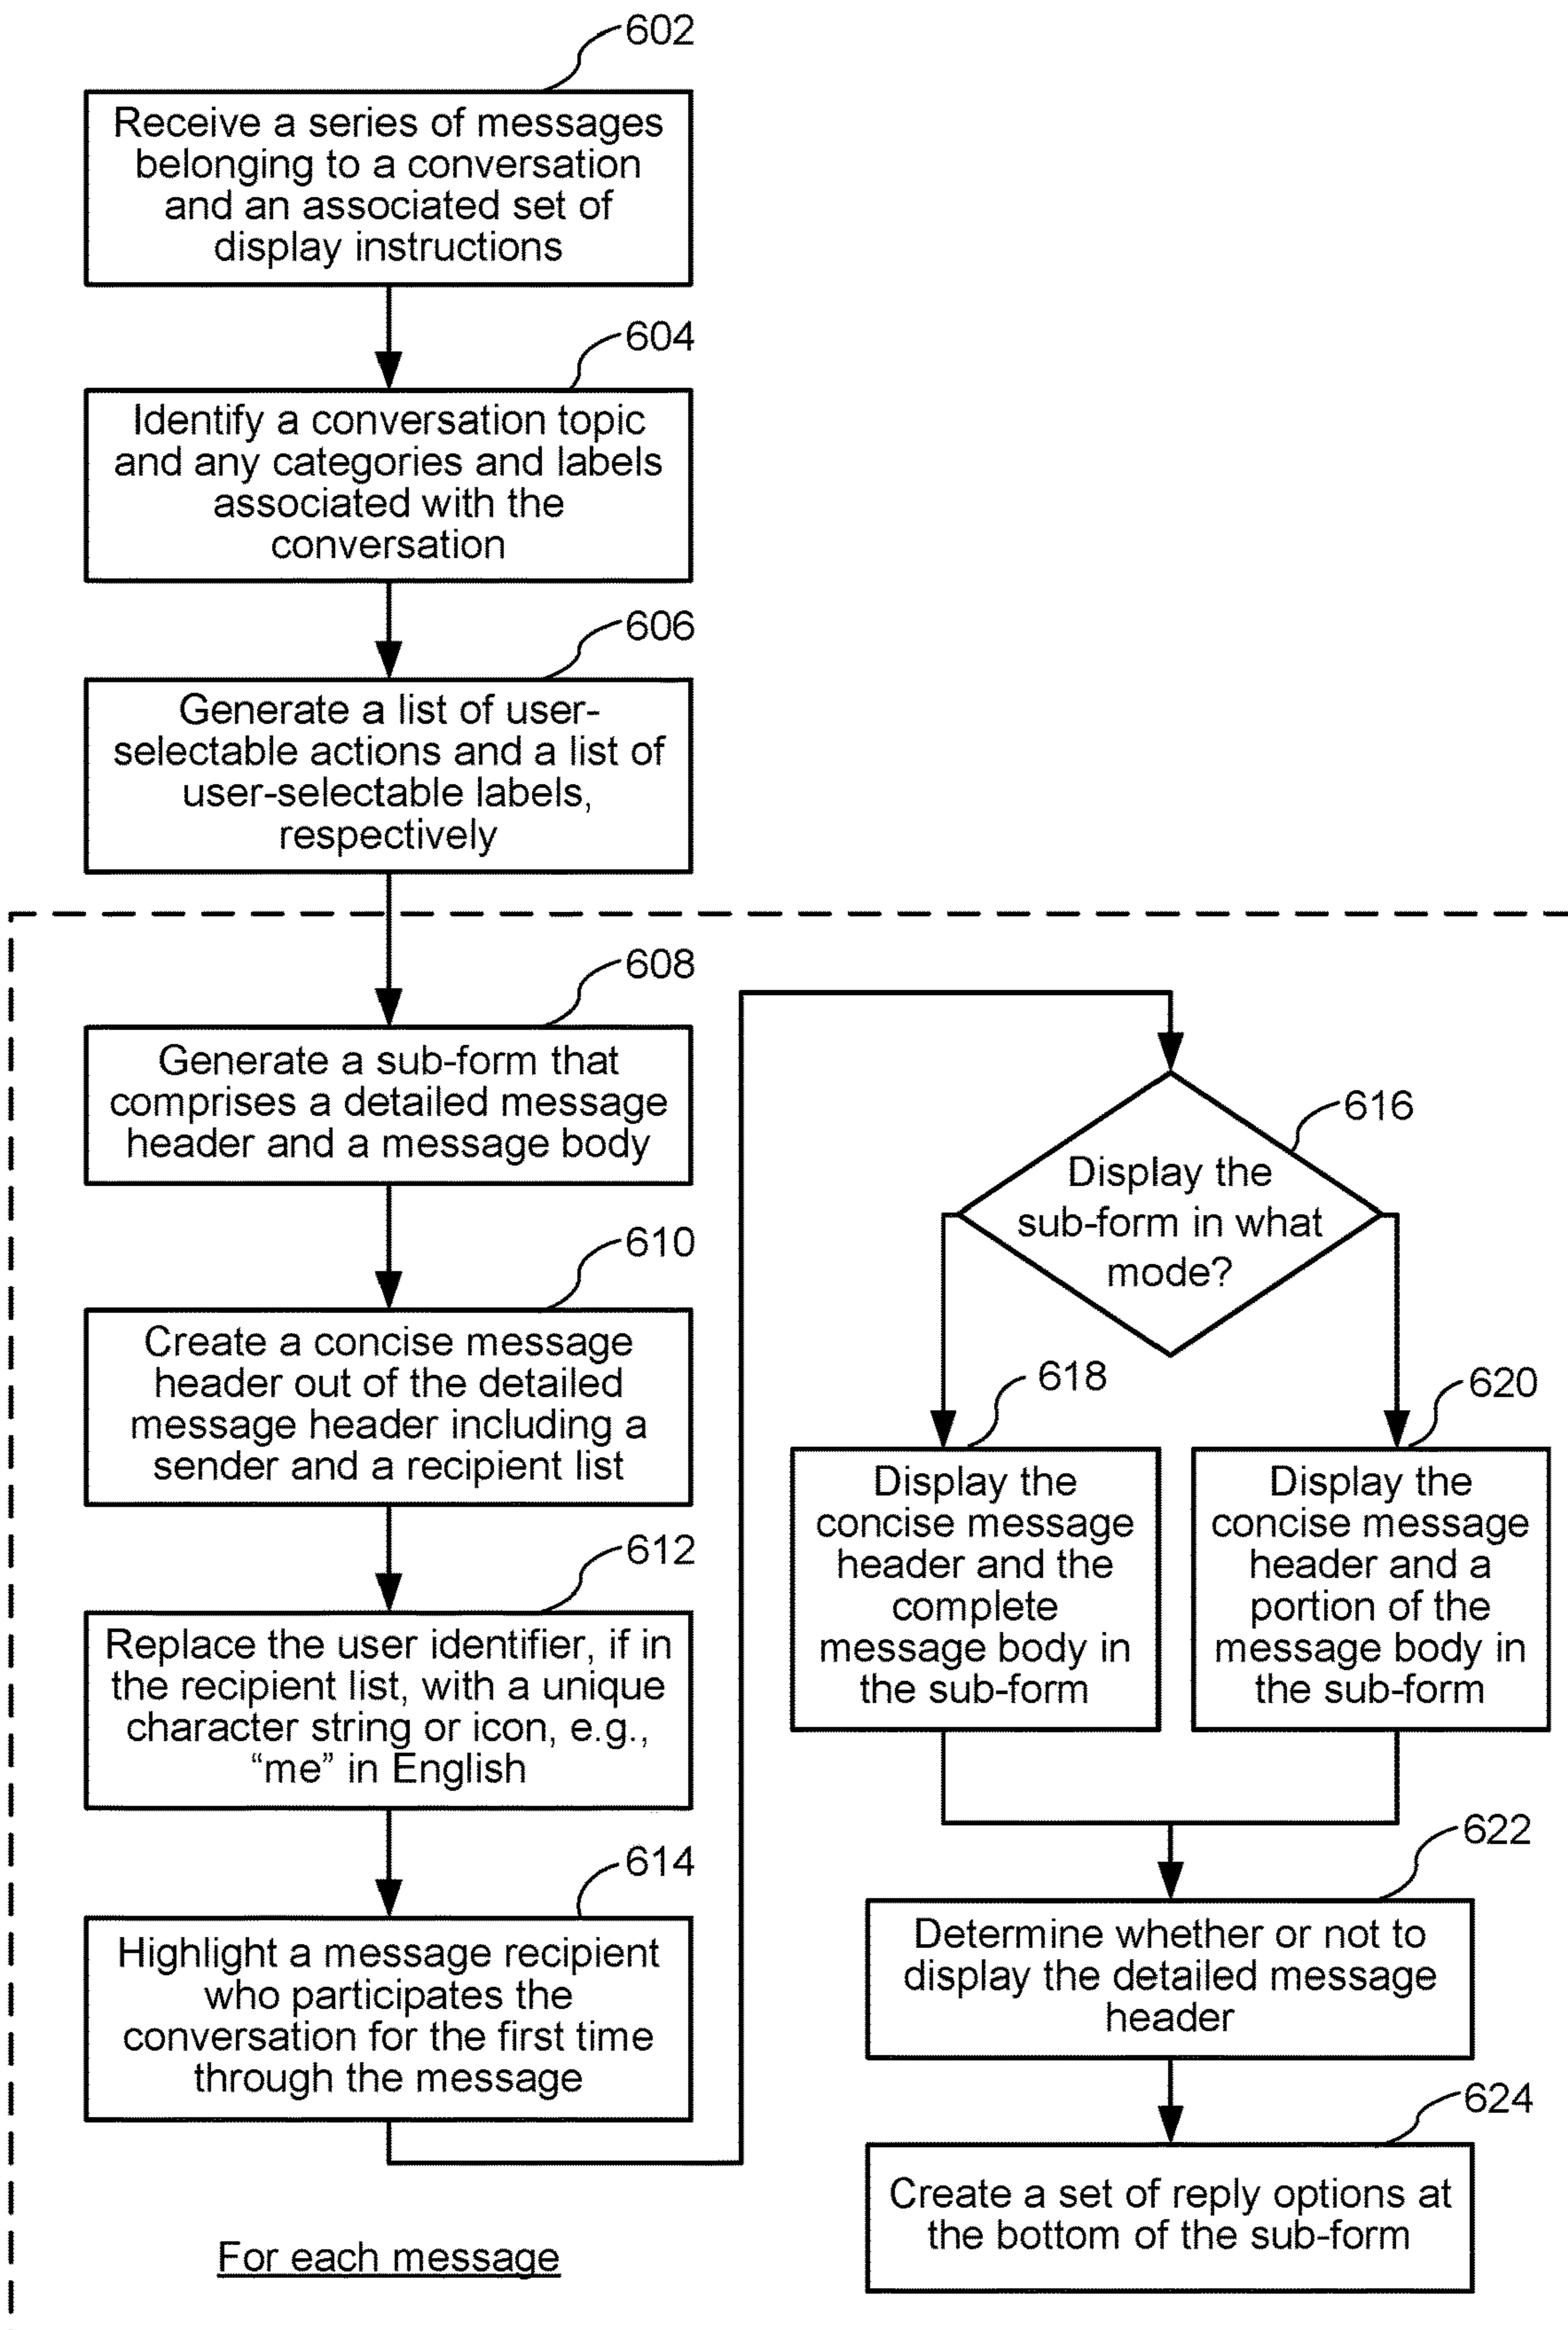 602
Receive a series of messages
belonging to a conversation
and an associated set of
display instructions
604
Identify a conversation topic
and any categories and labels
associated with the
conversation
606
Generate a list of user-
selectable actions and a list of
user-selectable labels,
respectively
608
Generate a sub-form that
comprises a detailed message
header and a message body
610
Create a concise message
header out of the detailed
message header including a
sender and a recipient list
612
Replace the user identifier, if in
the recipient list, with a unique
character string or icon, e.g.,
“me” in English
614
Highlight a message recipient
who participates the
conversation for the first time
through the message
For each message
616
Display the
sub-form in what
mode?
618
Display the
concise message
header and the
complete
message body in
the sub-form
620
Display the
concise message
header and a
portion of the
message body in
the sub-form
622
Determine whether or not to
display the detailed message
header
624
Create a set of reply options at
the bottom of the sub-form